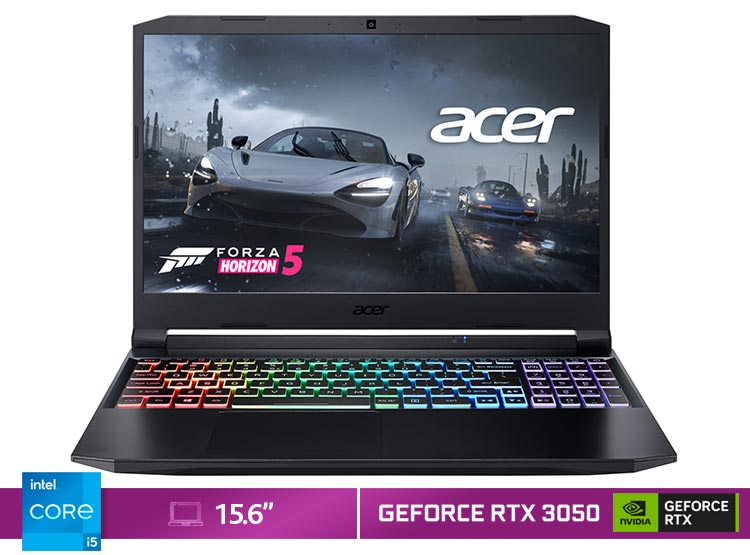 acer
FORZA
HORIZON 5
acer
intel
CORE
i5
15.6”
GEFORCE RTX 3050
NVIDIA
GEFORCE
RTX